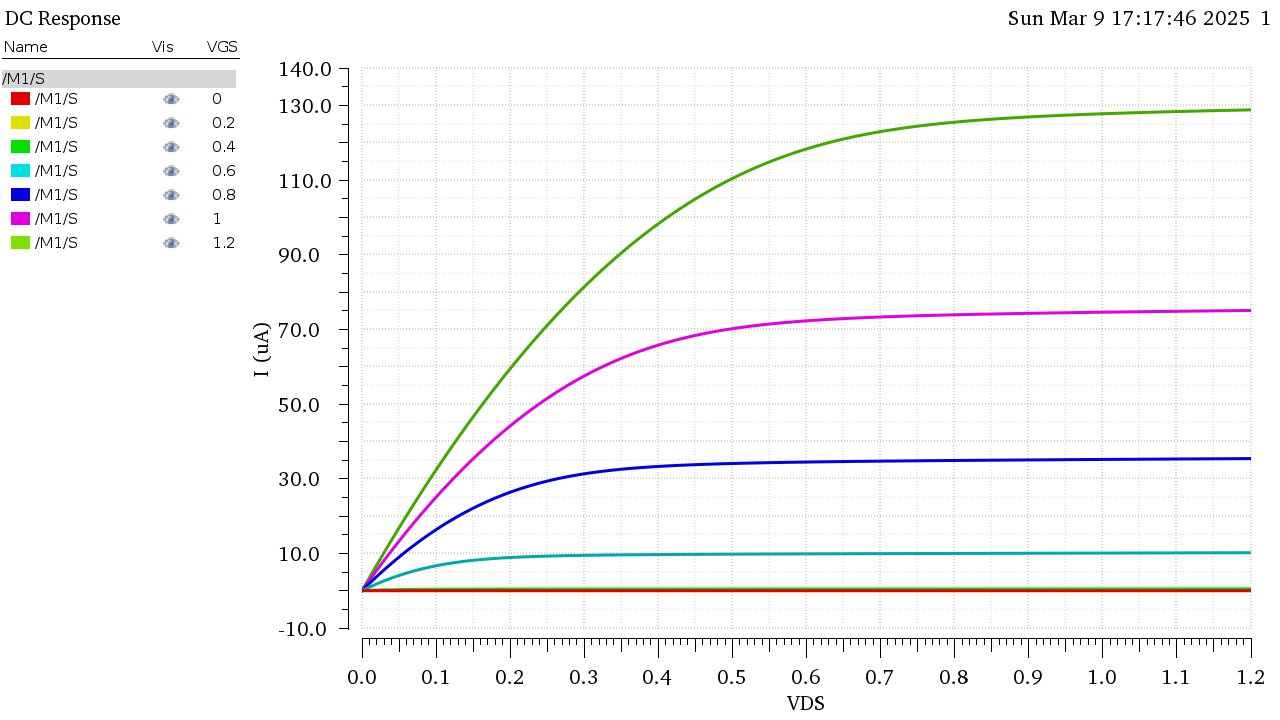 DC Response
Sun Mar 9 17:17:46 2025 1
Name Vis VGS
/M1/S
/M1/S 0
/M1/S 0.2
/M1/S 0.4
/M1/S 0.6
/M1/S 0.8
/M1/S 1
/M1/S 1.2
140.0
130.0
110.0
90.0
70.0
50.0
30.0
10.0
-10.0
I (uA)
0.0 0.1 0.2 0.3 0.4 0.5 0.6 0.7 0.8 0.9 1.0 1.1 1.2
VDS